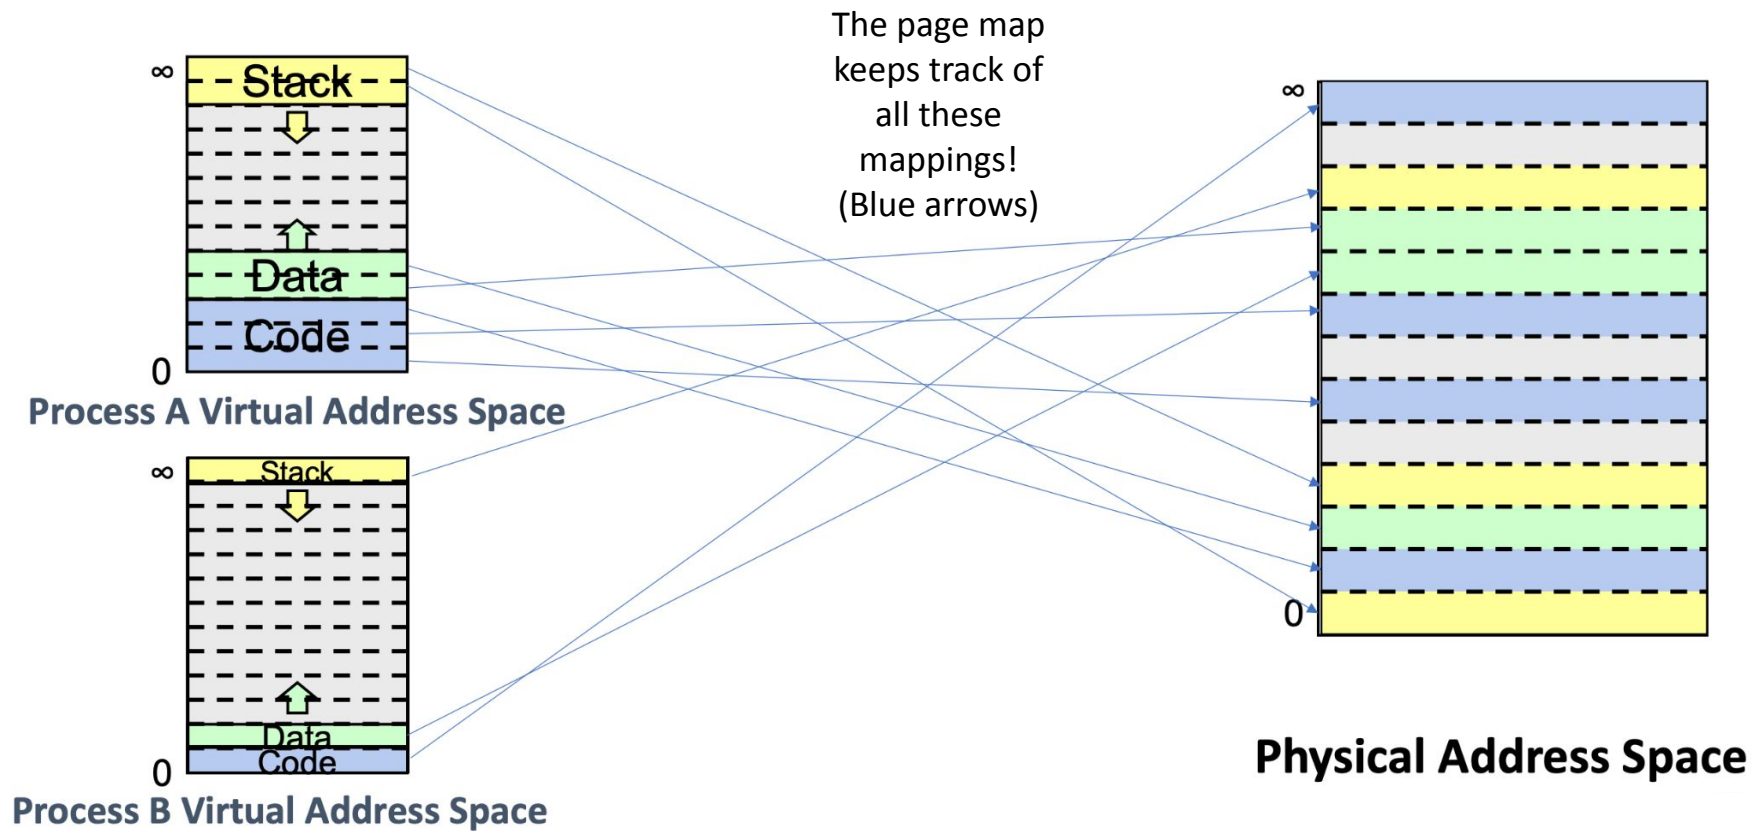 The page map
keeps track of
all these
mappings!
(Blue arrows)
∞
Stack
Data
Code
0
Process A Virtual Address Space
∞
Stack
Data
Code
0
Process B Virtual Address Space
∞
0
Physical Address Space